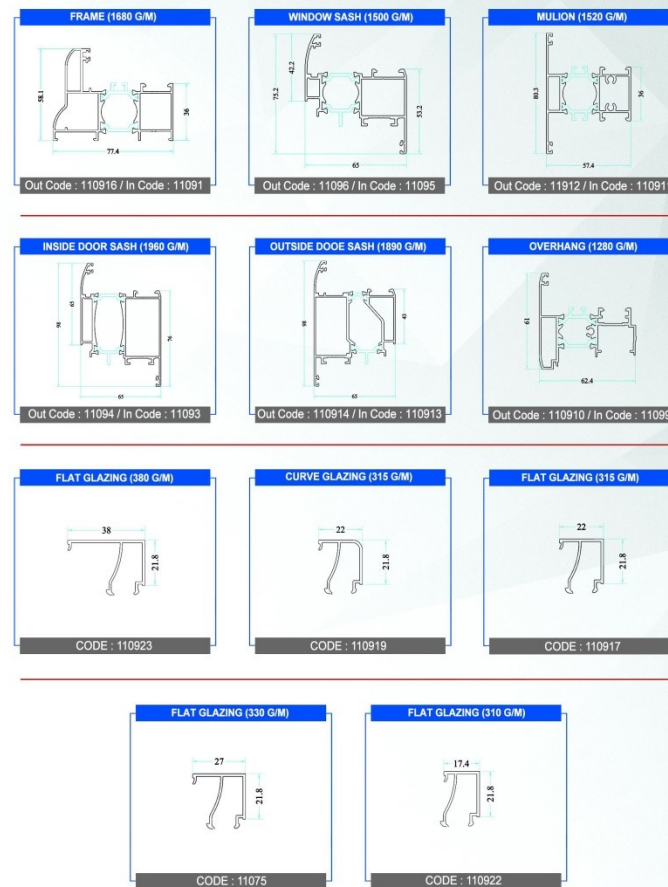 FRAME (1680 G/M)
58.1
36
77.4
Out Code : 110916 / In Code : 11091
WINDOW SASH (1500 G/M)
75.2
42.2
53.2
65
Out Code : 11096 / In Code : 11095
MULION (1520 G/M)
80.3
36
57.4
Out Code : 11912 / In Code : 110911
INSIDE DOOR SASH (1960 G/M)
98
65
76
65
Out Code : 11094 / In Code : 11093
OUTSIDE DOOE SASH (1890 G/M)
98
43
65
Out Code : 110914 / In Code : 110913
OVERHANG (1280 G/M)
61
62.4
Out Code : 110910 / In Code : 11099
FLAT GLAZING (380 G/M)
38
21.8
CODE : 110923
CURVE GLAZING (315 G/M)
22
21.8
CODE : 110919
FLAT GLAZING (315 G/M)
22
21.8
CODE : 110917
FLAT GLAZING (330 G/M)
27
21.8
CODE : 11075
FLAT GLAZING (310 G/M)
17.4
21.8
CODE : 110922